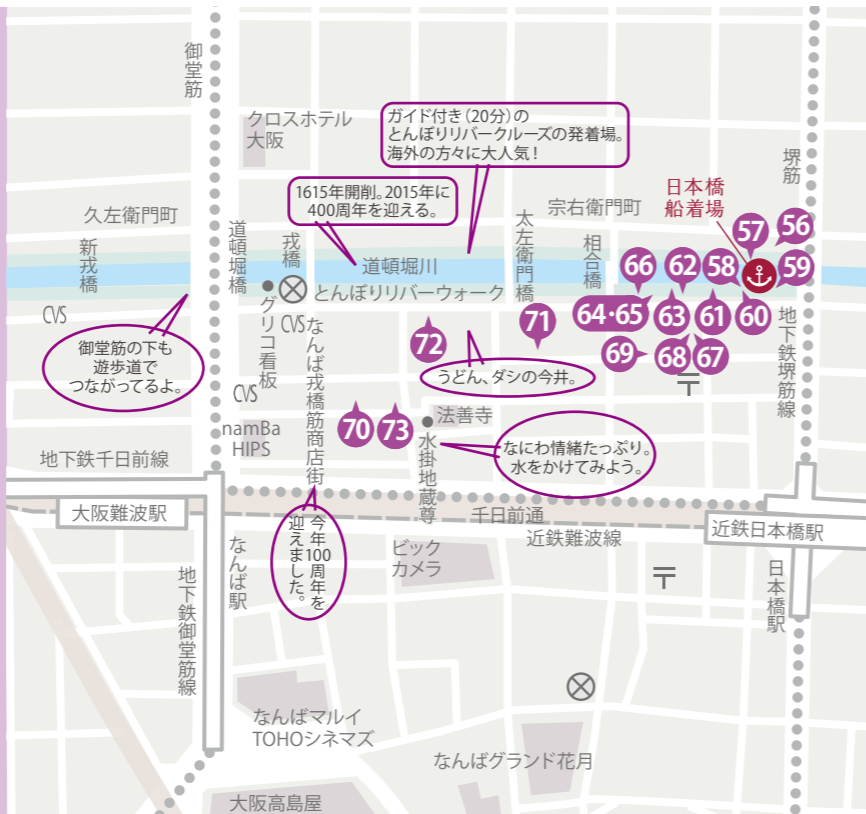 御堂筋
クロスホテル
大阪
ガイド付き(20分)の
とんぼりリバークルーズの発着場。
海外の方々に大人気！
堺筋
1615年開削。2015年に
400周年を迎える。
日本橋
船着場
久左衛門町
宗右衛門町
新戎橋
道頓堀橋
戎橋
太左衛門橋
相合橋
道頓堀川
とんぼりリバーウォーク
グリコ看板
57
56
66
62
58
59
64・65
63
61
60
71
72
69
68
67
〒
地下鉄堺筋線
CVS
CVS
CVS
御堂筋の下も
遊歩道で
つながってるよ。
うどん、ダシの今井。
なんば戎橋筋商店街
namBa
HIPS
70
73
法善寺
水掛地蔵尊
なにわ情緒たっぷり。
水をかけてみよう。
地下鉄千日前線
大阪難波駅
千日前通
近鉄難波線
近鉄日本橋駅
今年100
周年を
迎えました。
なんば駅
地下鉄御堂筋線
ビック
カメラ
〒
日本橋駅
なんばマルイ
TOHOシネマズ
なんばグランド花月
大阪高島屋